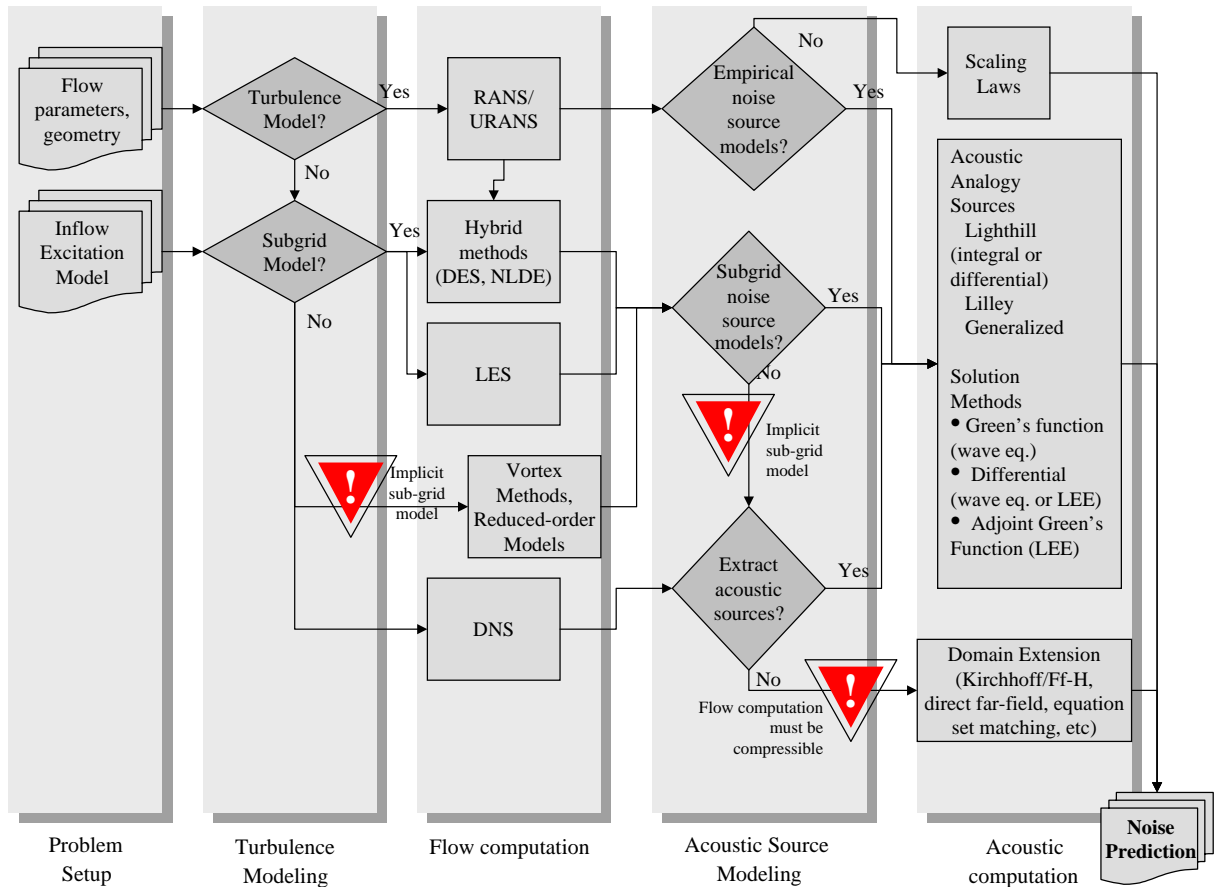 Flow
parameters,
geometry
Inflow
Excitation
Model
Problem
Setup
Turbulence
Model?
Yes
No
Subgrid
Model?
Yes
No
Implicit
sub-grid
model
Turbulence
Modeling
RANS/
URANS
Hybrid
methods
(DES, NLDE)
LES
Vortex
Methods,
Reduced-order
Models
DNS
Flow computation
Empirical
noise
source
models?
No
Yes
Subgrid
noise
source
models?
Yes
No
!
Implicit
sub-grid
model
!
Extract
acoustic
sources?
Yes
No
!
Flow computation
must be
compressible
Acoustic Source
Modeling
Scaling
Laws
Acoustic
Analogy
Sources
Lighthill
(integral or
differential)
Lilley
Generalized
Solution
Methods
• Green's function
(wave eq.)
• Differential
(wave eq. or LEE)
• Adjoint Green's
Function (LEE)
Domain Extension
(Kirchhoff/Ff-H,
direct far-field, equation
set matching, etc)
Acoustic
computation
Noise
Prediction